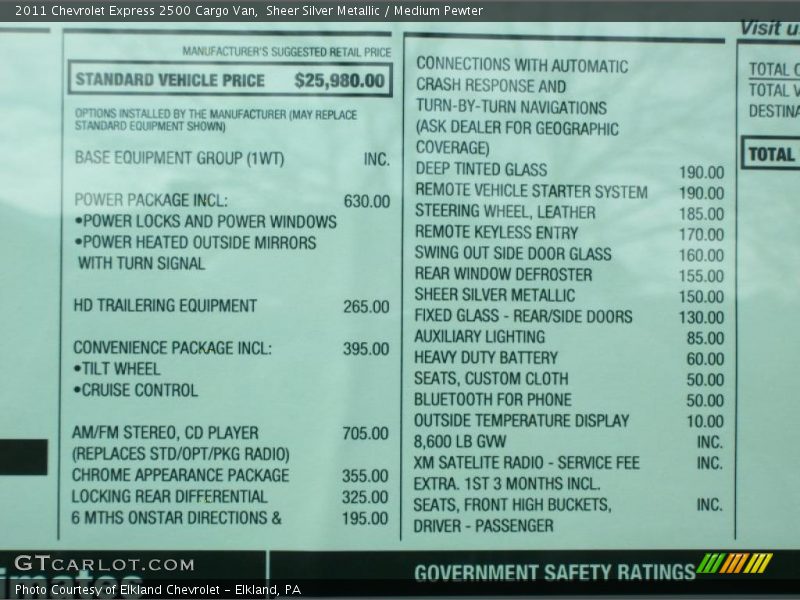 2011 Chevrolet Express 2500 Cargo Van,  Sheer Silver Metallic / Medium Pewter
MANUFACTURER'S SUGGESTED RETAIL PRICE
STANDARD VEHICLE PRICE $25,980.00
OPTIONS INSTALLED BY THE MANUFACTURER (MAY REPLACE
STANDARD EQUIPMENT SHOWN)
BASE EQUIPMENT GROUP (1WT) INC.
POWER PACKAGE INCL: 630.00
•POWER LOCKS AND POWER WINDOWS
•POWER HEATED OUTSIDE MIRRORS
WITH TURN SIGNAL
HD TRAILERING EQUIPMENT 265.00
CONVENIENCE PACKAGE INCL: 395.00
•TILT WHEEL
•CRUISE CONTROL
AM/FM STEREO, CD PLAYER 705.00
(REPLACES STD/OPT/PKG RADIO)
CHROME APPEARANCE PACKAGE 355.00
LOCKING REAR DIFFERENTIAL 325.00
6 MTHS ONSTAR DIRECTIONS & 195.00
CONNECTIONS WITH AUTOMATIC
CRASH RESPONSE AND
TURN-BY-TURN NAVIGATIONS
(ASK DEALER FOR GEOGRAPHIC
COVERAGE)
DEEP TINTED GLASS 190.00
REMOTE VEHICLE STARTER SYSTEM 190.00
STEERING WHEEL, LEATHER 185.00
REMOTE KEYLESS ENTRY 170.00
SWING OUT SIDE DOOR GLASS 160.00
REAR WINDOW DEFROSTER 155.00
SHEER SILVER METALLIC 150.00
FIXED GLASS - REAR/SIDE DOORS 130.00
AUXILIARY LIGHTING 85.00
HEAVY DUTY BATTERY 60.00
SEATS, CUSTOM CLOTH 50.00
BLUETOOTH FOR PHONE 50.00
OUTSIDE TEMPERATURE DISPLAY 10.00
8,600 LB GVW INC.
XM SATELITE RADIO - SERVICE FEE INC.
EXTRA. 1ST 3 MONTHS INCL.
SEATS, FRONT HIGH BUCKETS, INC.
DRIVER - PASSENGER
Visit u
TOTAL
TOTAL
DESTINA
TOTAL
GTCARLOT.COM
GOVERNMENT SAFETY RATINGS
Photo Courtesy of Elkland Chevrolet - Elkland, PA